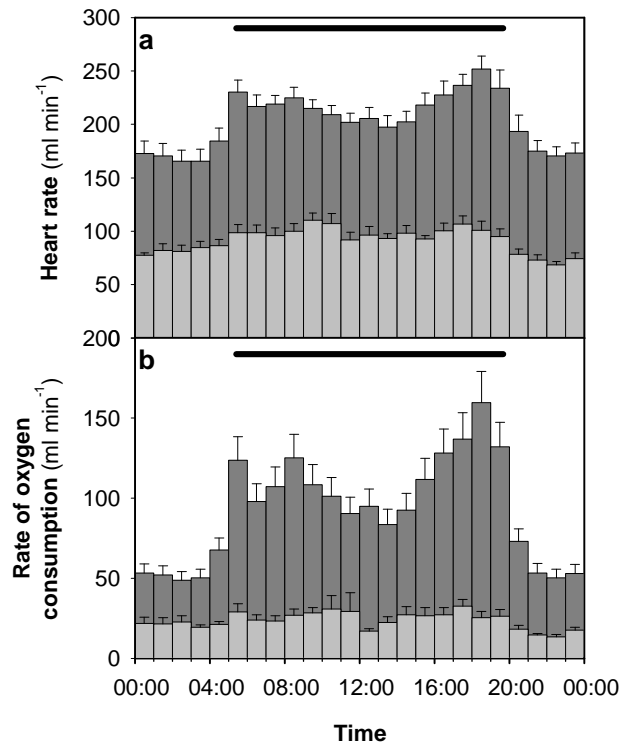 300
a
250
200
150
100
50
0
Heart rate (ml min⁻¹)
200
b
150
100
50
0
Rate of oxygen
consumption (ml min⁻¹)
00:00 04:00 08:00 12:00 16:00 20:00 00:00
Time